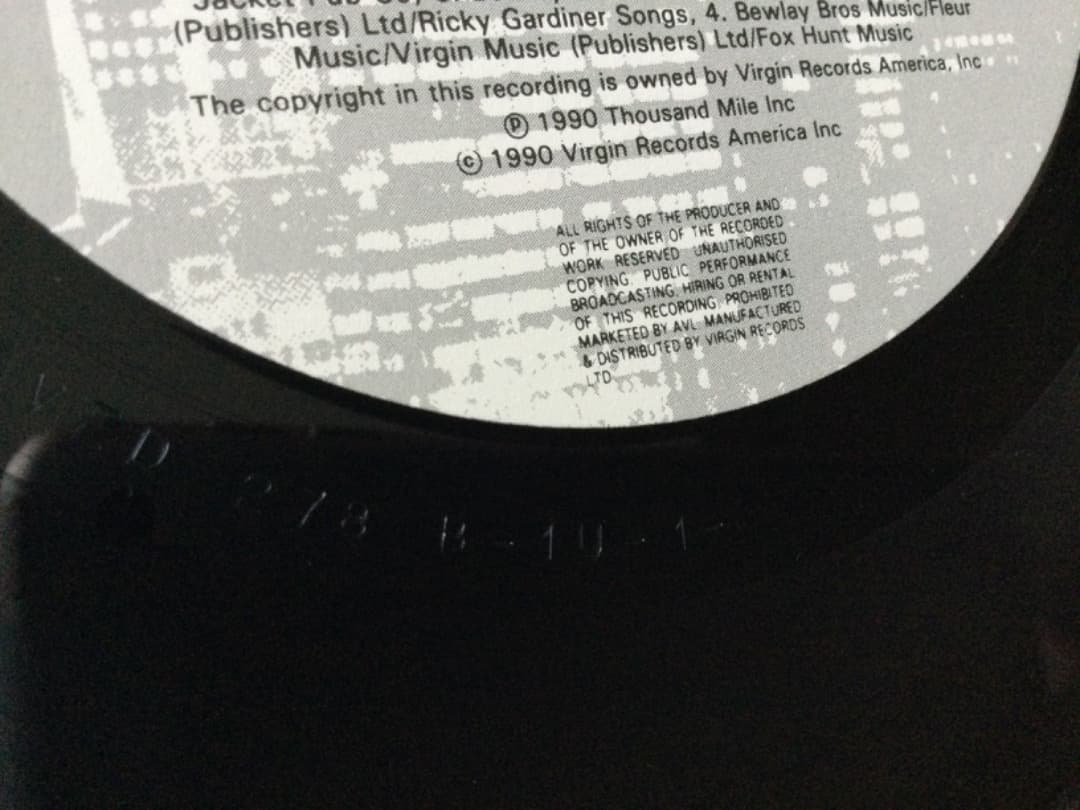 (Publishers) Ltd/Ricky Gardiner Songs, 4. Bewlay Bros Music/Fleur
Music/Virgin Music (Publishers) Ltd/Fox Hunt Music
The copyright in this recording is owned by Virgin Records America, Inc
Ⓟ 1990 Thousand Mile Inc
© 1990 Virgin Records America Inc
ALL RIGHTS OF THE PRODUCER AND
OF THE OWNER OF THE RECORDED
WORK RESERVED UNAUTHORISED
COPYING, PUBLIC PERFORMANCE
BROADCASTING, HIRING OR RENTAL
OF THIS RECORDING PROHIBITED
MARKETED BY AVL MANUFACTURED
& DISTRIBUTED BY VIRGIN RECORDS
LTD
D 278 B-1U-1-